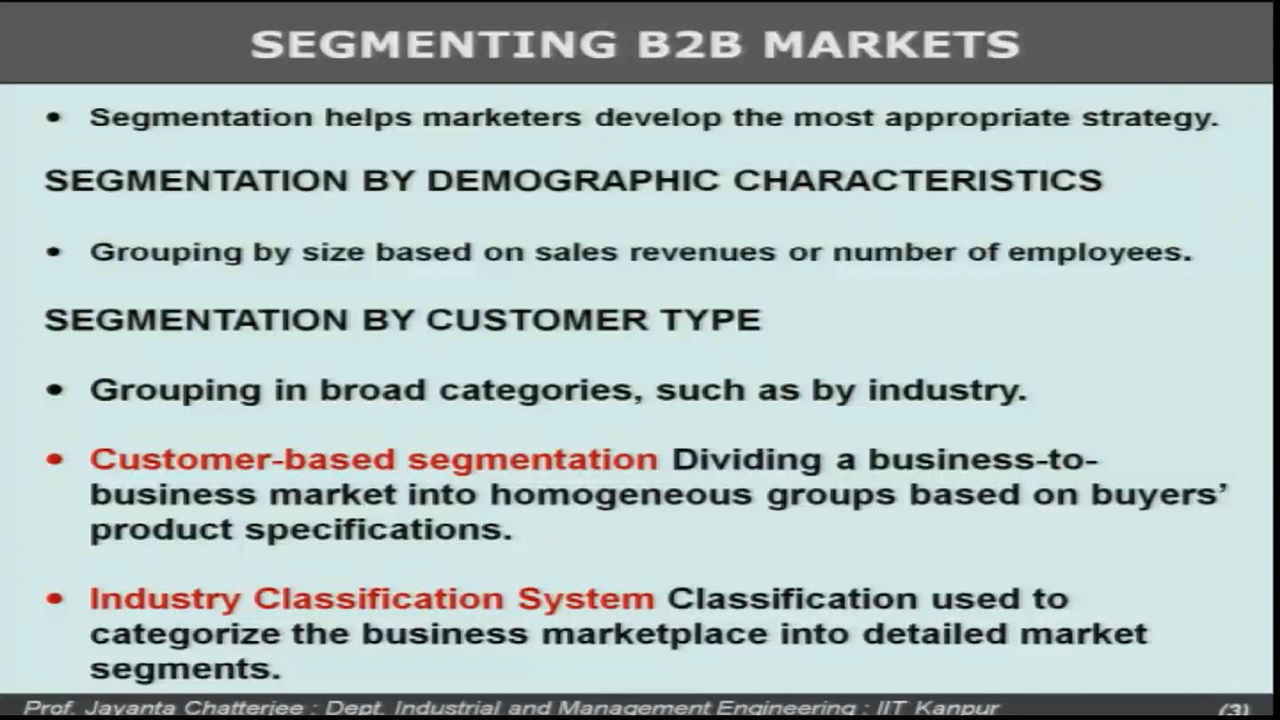 SEGMENTING B2B MARKETS
• Segmentation helps marketers develop the most appropriate strategy.
SEGMENTATION BY DEMOGRAPHIC CHARACTERISTICS
• Grouping by size based on sales revenues or number of employees.
SEGMENTATION BY CUSTOMER TYPE
• Grouping in broad categories, such as by industry.
• Customer-based segmentation Dividing a business-to-
business market into homogeneous groups based on buyers’
product specifications.
• Industry Classification System Classification used to
categorize the business marketplace into detailed market
segments.
Prof. Jayanta Chatterjee : Dept. Industrial and Management Engineering : IIT Kanpur (3)